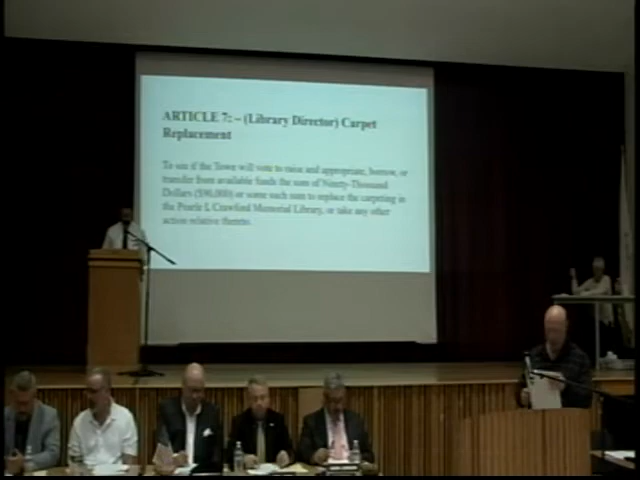 ARTICLE 7: – (Library Director) Carpet
Replacement
To see if the Town will vote to raise and appropriate, borrow, or
transfer from available funds the sum of Ninety-Thousand
Dollars ($90,000) or some such sum to replace the carpeting in
the Pearle L Crawford Memorial Library, or take any other
action relative thereto.